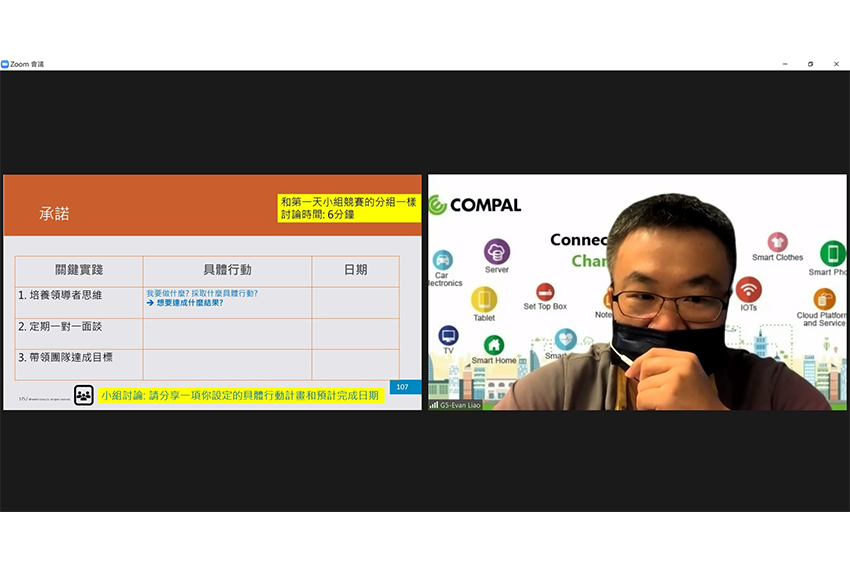 Zoom 會議
承諾
和第一天小組競賽的分組一樣
討論時間: 6分鐘
關鍵實踐
具體行動
日期
1. 培養領導者思維
我要做什麼? 採取什麼具體行動?
➔ 想要達成什麼結果?
2. 定期一對一面談
3. 帶領團隊達成目標
小組討論: 請分享一項你設定的具體行動計畫和預計完成日期
107
COMPAL
Connec
Chan
Car
lectronics
Server
Tablet
Set Top Box
Note
TV
Smart Home
Smart
Smart Clothes
Smart Pho
IOTs
Cloud Platform
and Service
G5-Evan Liao